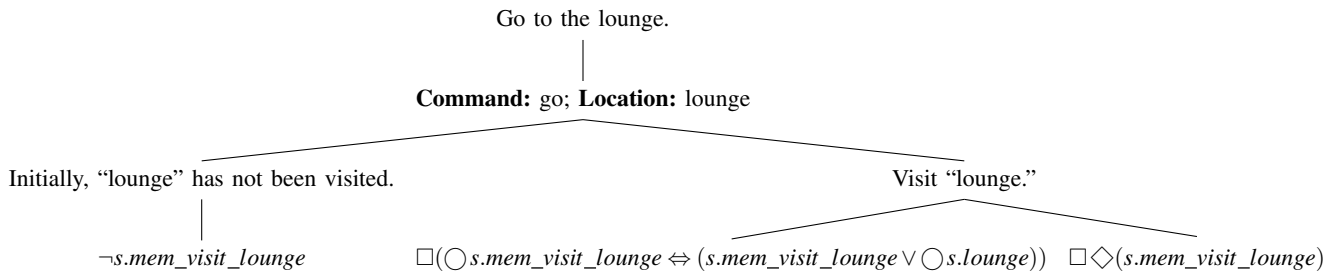 Go to the lounge.
Command: go; Location: lounge
Initially, “lounge” has not been visited.
Visit “lounge.”
¬s.mem_visit_lounge
□(◯ s.mem_visit_lounge ⇔ (s.mem_visit_lounge ∨ ◯ s.lounge))
□ ◇(s.mem_visit_lounge)